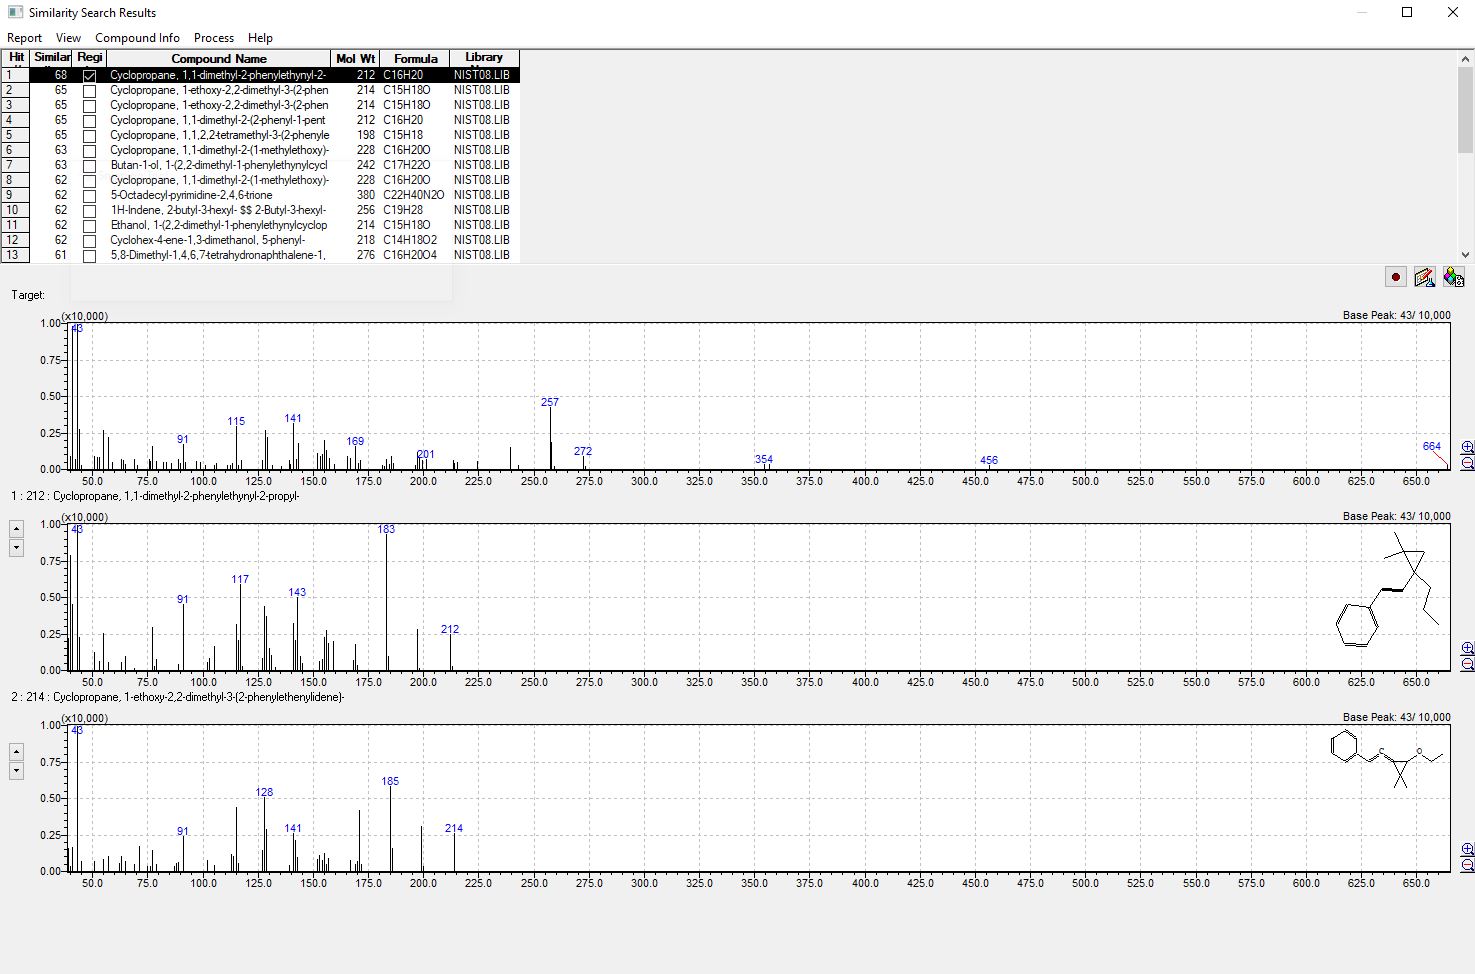 Similarity Search Results
Report View Compound Info Process Help
Hit Similar Regi Compound Name Mol Wt Formula Library
1 68 Cyclopropane, 1,1-dimethyl-2-phenylethynyl-2- 212 C16H20 NIST08.LIB
2 65 Cyclopropane, 1-ethoxy-2,2-dimethyl-3-(2-phen 214 C15H18O NIST08.LIB
3 65 Cyclopropane, 1-ethoxy-2,2-dimethyl-3-(2-phen 214 C15H18O NIST08.LIB
4 65 Cyclopropane, 1,1-dimethyl-2-(2-phenyl-1-pent 212 C16H20 NIST08.LIB
5 65 Cyclopropane, 1,1,2,2-tetramethyl-3-(2-phenyle 198 C15H18 NIST08.LIB
6 63 Cyclopropane, 1,1-dimethyl-2-(1-methylethoxy)- 228 C16H20O NIST08.LIB
7 63 Butan-1-ol, 1-(2,2-dimethyl-1-phenylethynylcycl 242 C17H22O NIST08.LIB
8 62 Cyclopropane, 1,1-dimethyl-2-(1-methylethoxy)- 228 C16H20O NIST08.LIB
9 62 5-Octadecyl-pyrimidine-2,4,6-trione 380 C22H40N2O NIST08.LIB
10 62 1H-Indene, 2-butyl-3-hexyl- $$ 2-Butyl-3-hexyl- 256 C19H28 NIST08.LIB
11 62 Ethanol, 1-(2,2-dimethyl-1-phenylethynylcyclop 214 C15H18O NIST08.LIB
12 62 Cyclohex-4-ene-1,3-dimethanol, 5-phenyl- 218 C14H18O2 NIST08.LIB
13 61 5,8-Dimethyl-1,4,6,7-tetrahydronaphthalene-1, 276 C16H20O4 NIST08.LIB
Target:
(x10,000) Base Peak: 43/ 10,000
1.00 43
0.75
0.50 257
115 141
0.25 91 169 201 272 354 456 664
0.00
50.0 75.0 100.0 125.0 150.0 175.0 200.0 225.0 250.0 275.0 300.0 325.0 350.0 375.0 400.0 425.0 450.0 475.0 500.0 525.0 550.0 575.0 600.0 625.0 650.0
1 : 212 : Cyclopropane, 1,1-dimethyl-2-phenylethynyl-2-propyl-
(x10,000) Base Peak: 43/ 10,000
1.00 43 183
0.75
117
0.50 91 143
0.25 212
0.00
50.0 75.0 100.0 125.0 150.0 175.0 200.0 225.0 250.0 275.0 300.0 325.0 350.0 375.0 400.0 425.0 450.0 475.0 500.0 525.0 550.0 575.0 600.0 625.0 650.0
2 : 214 : Cyclopropane, 1-ethoxy-2,2-dimethyl-3-(2-phenylethenylidene)-
(x10,000) Base Peak: 43/ 10,000
1.00 43
C O
0.75
128 185
0.50
0.25 91 141 214
0.00
50.0 75.0 100.0 125.0 150.0 175.0 200.0 225.0 250.0 275.0 300.0 325.0 350.0 375.0 400.0 425.0 450.0 475.0 500.0 525.0 550.0 575.0 600.0 625.0 650.0